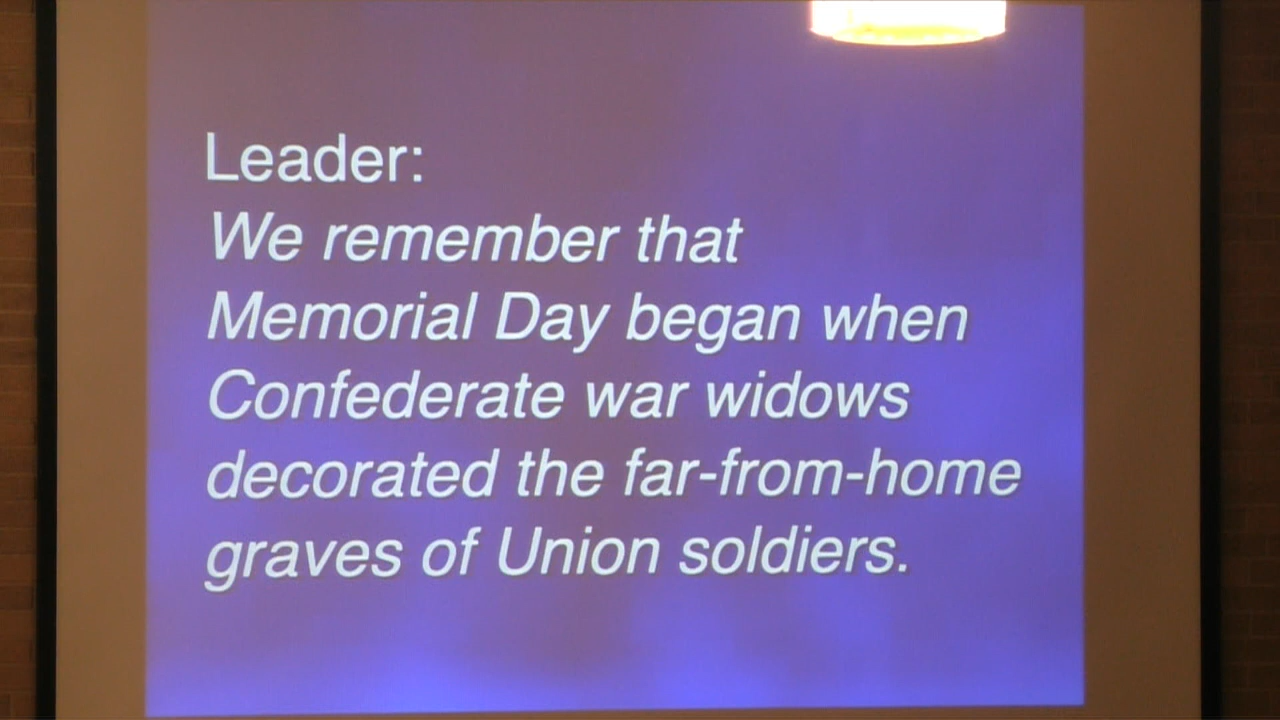 Leader:
We remember that
Memorial Day began when
Confederate war widows
decorated the far-from-home
graves of Union soldiers.